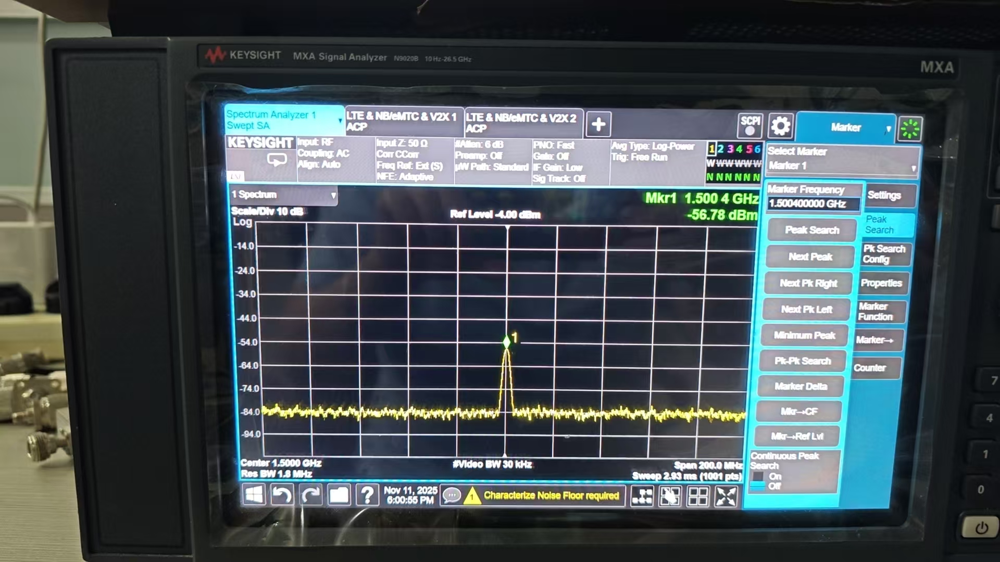 KEYSIGHT MXA Signal Analyzer N9020B 10 Hz-26.5 GHz
MXA
Spectrum Analyzer 1
Swept SA
LTE & NB/eMTC & V2X 1
ACP
LTE & NB/eMTC & V2X 2
ACP
+
SCPI
Marker
KEYSIGHT
Input: RF
Coupling: AC
Align: Auto
Input Z: 50 Ω
Corr CCorr
Freq Ref: Ext (S)
NFE: Adaptive
#Atten: 6 dB
Preamp: Off
µW Path: Standard
PNO: Fast
Gate: Off
IF Gain: Low
Sig Track: Off
Avg Type: Log-Power
Trig: Free Run
1 2 3 4 5 6
W W W W W W
N N N N N N
Select Marker
Marker 1
1 Spectrum
Scale/Div 10 dB
Log
Ref Level -4.00 dBm
Mkr1 1.500 4 GHz
-56.78 dBm
-14.0
-24.0
-34.0
-44.0
-54.0
-64.0
-74.0
-84.0
-94.0
1
Center 1.5000 GHz
Res BW 1.8 MHz
#Video BW 30 kHz
Span 200.0 MHz
Sweep 2.93 ms (1001 pts)
Marker Frequency
1.500400000 GHz
Peak Search
Next Peak
Next Pk Right
Next Pk Left
Minimum Peak
Pk-Pk Search
Marker Delta
Mkr→CF
Mkr→Ref Lvl
Continuous Peak
Search
On
Off
Settings
Peak
Search
Pk Search
Config
Properties
Marker
Function
Marker→
Counter
?
Nov 11, 2025
6:00:55 PM
1
Characterize Noise Floor required
7
4
1
0